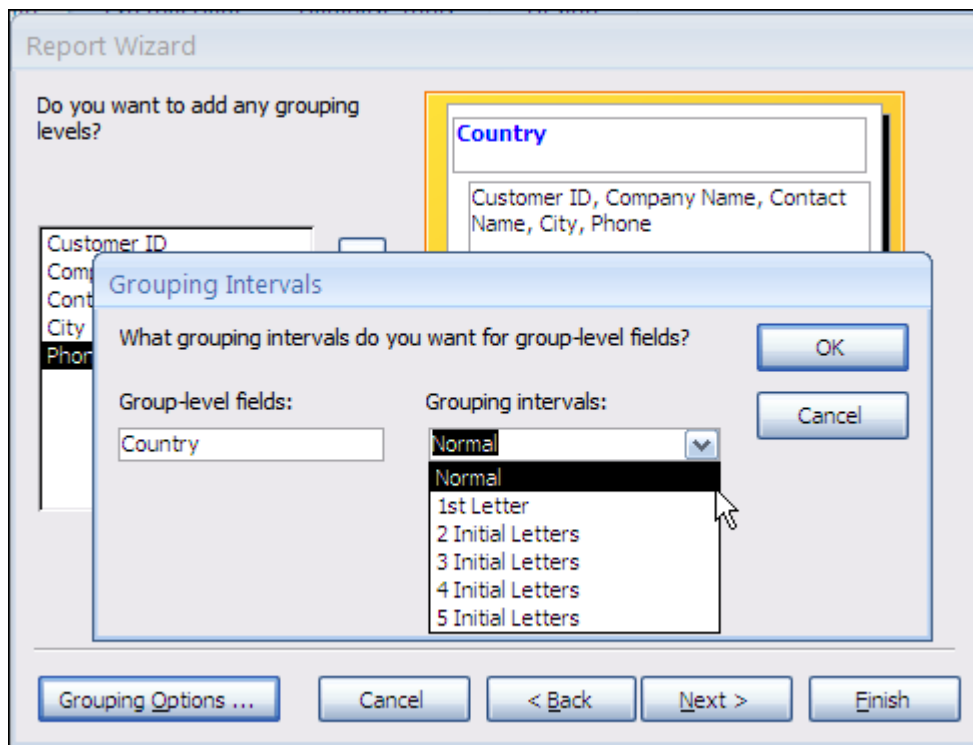 Report Wizard
Do you want to add any grouping
levels?
Country
Customer ID, Company Name, Contact
Name, City, Phone
Customer ID
City
Grouping Intervals
What grouping intervals do you want for group-level fields?
OK
Cancel
Group-level fields:
Grouping intervals:
Country
Normal
Normal
1st Letter
2 Initial Letters
3 Initial Letters
4 Initial Letters
5 Initial Letters
Grouping Options ...
Cancel
< Back
Next >
Finish